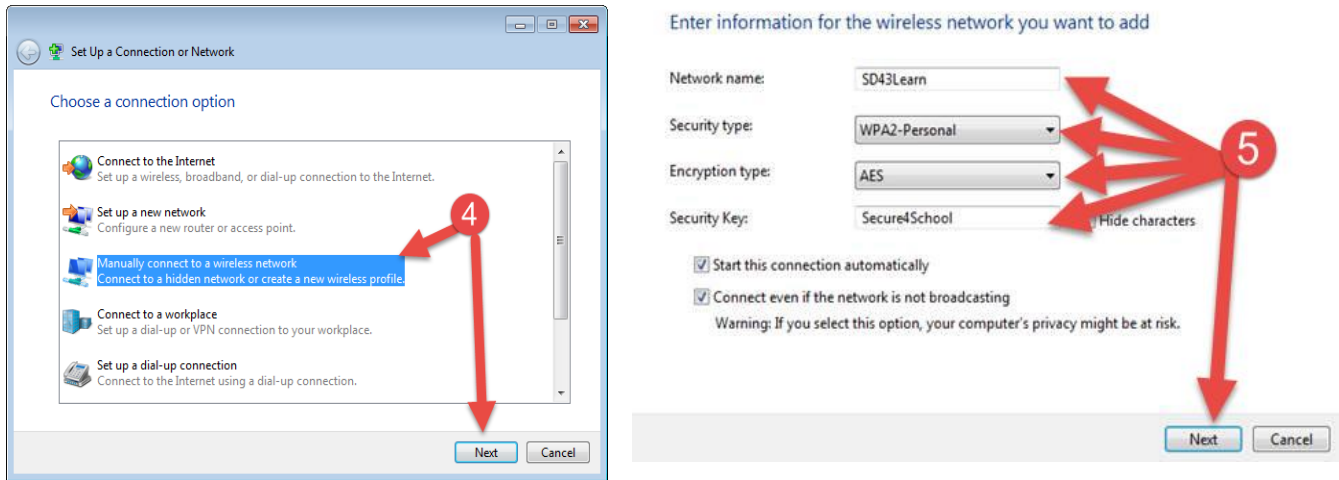 Set Up a Connection or Network
Choose a connection option
Connect to the Internet
Set up a wireless, broadband, or dial-up connection to the Internet.
Set up a new network
Configure a new router or access point.
Manually connect to a wireless network
Connect to a hidden network or create a new wireless profile.
Connect to a workplace
Set up a dial-up or VPN connection to your workplace.
Set up a dial-up connection
Connect to the Internet using a dial-up connection.
4
Next
Cancel
Enter information for the wireless network you want to add
Network name:
SD43Learn
Security type:
WPA2-Personal
Encryption type:
AES
Security Key:
Secure4School
Hide characters
5
Start this connection automatically
Connect even if the network is not broadcasting
Warning: If you select this option, your computer's privacy might be at risk.
Next
Cancel